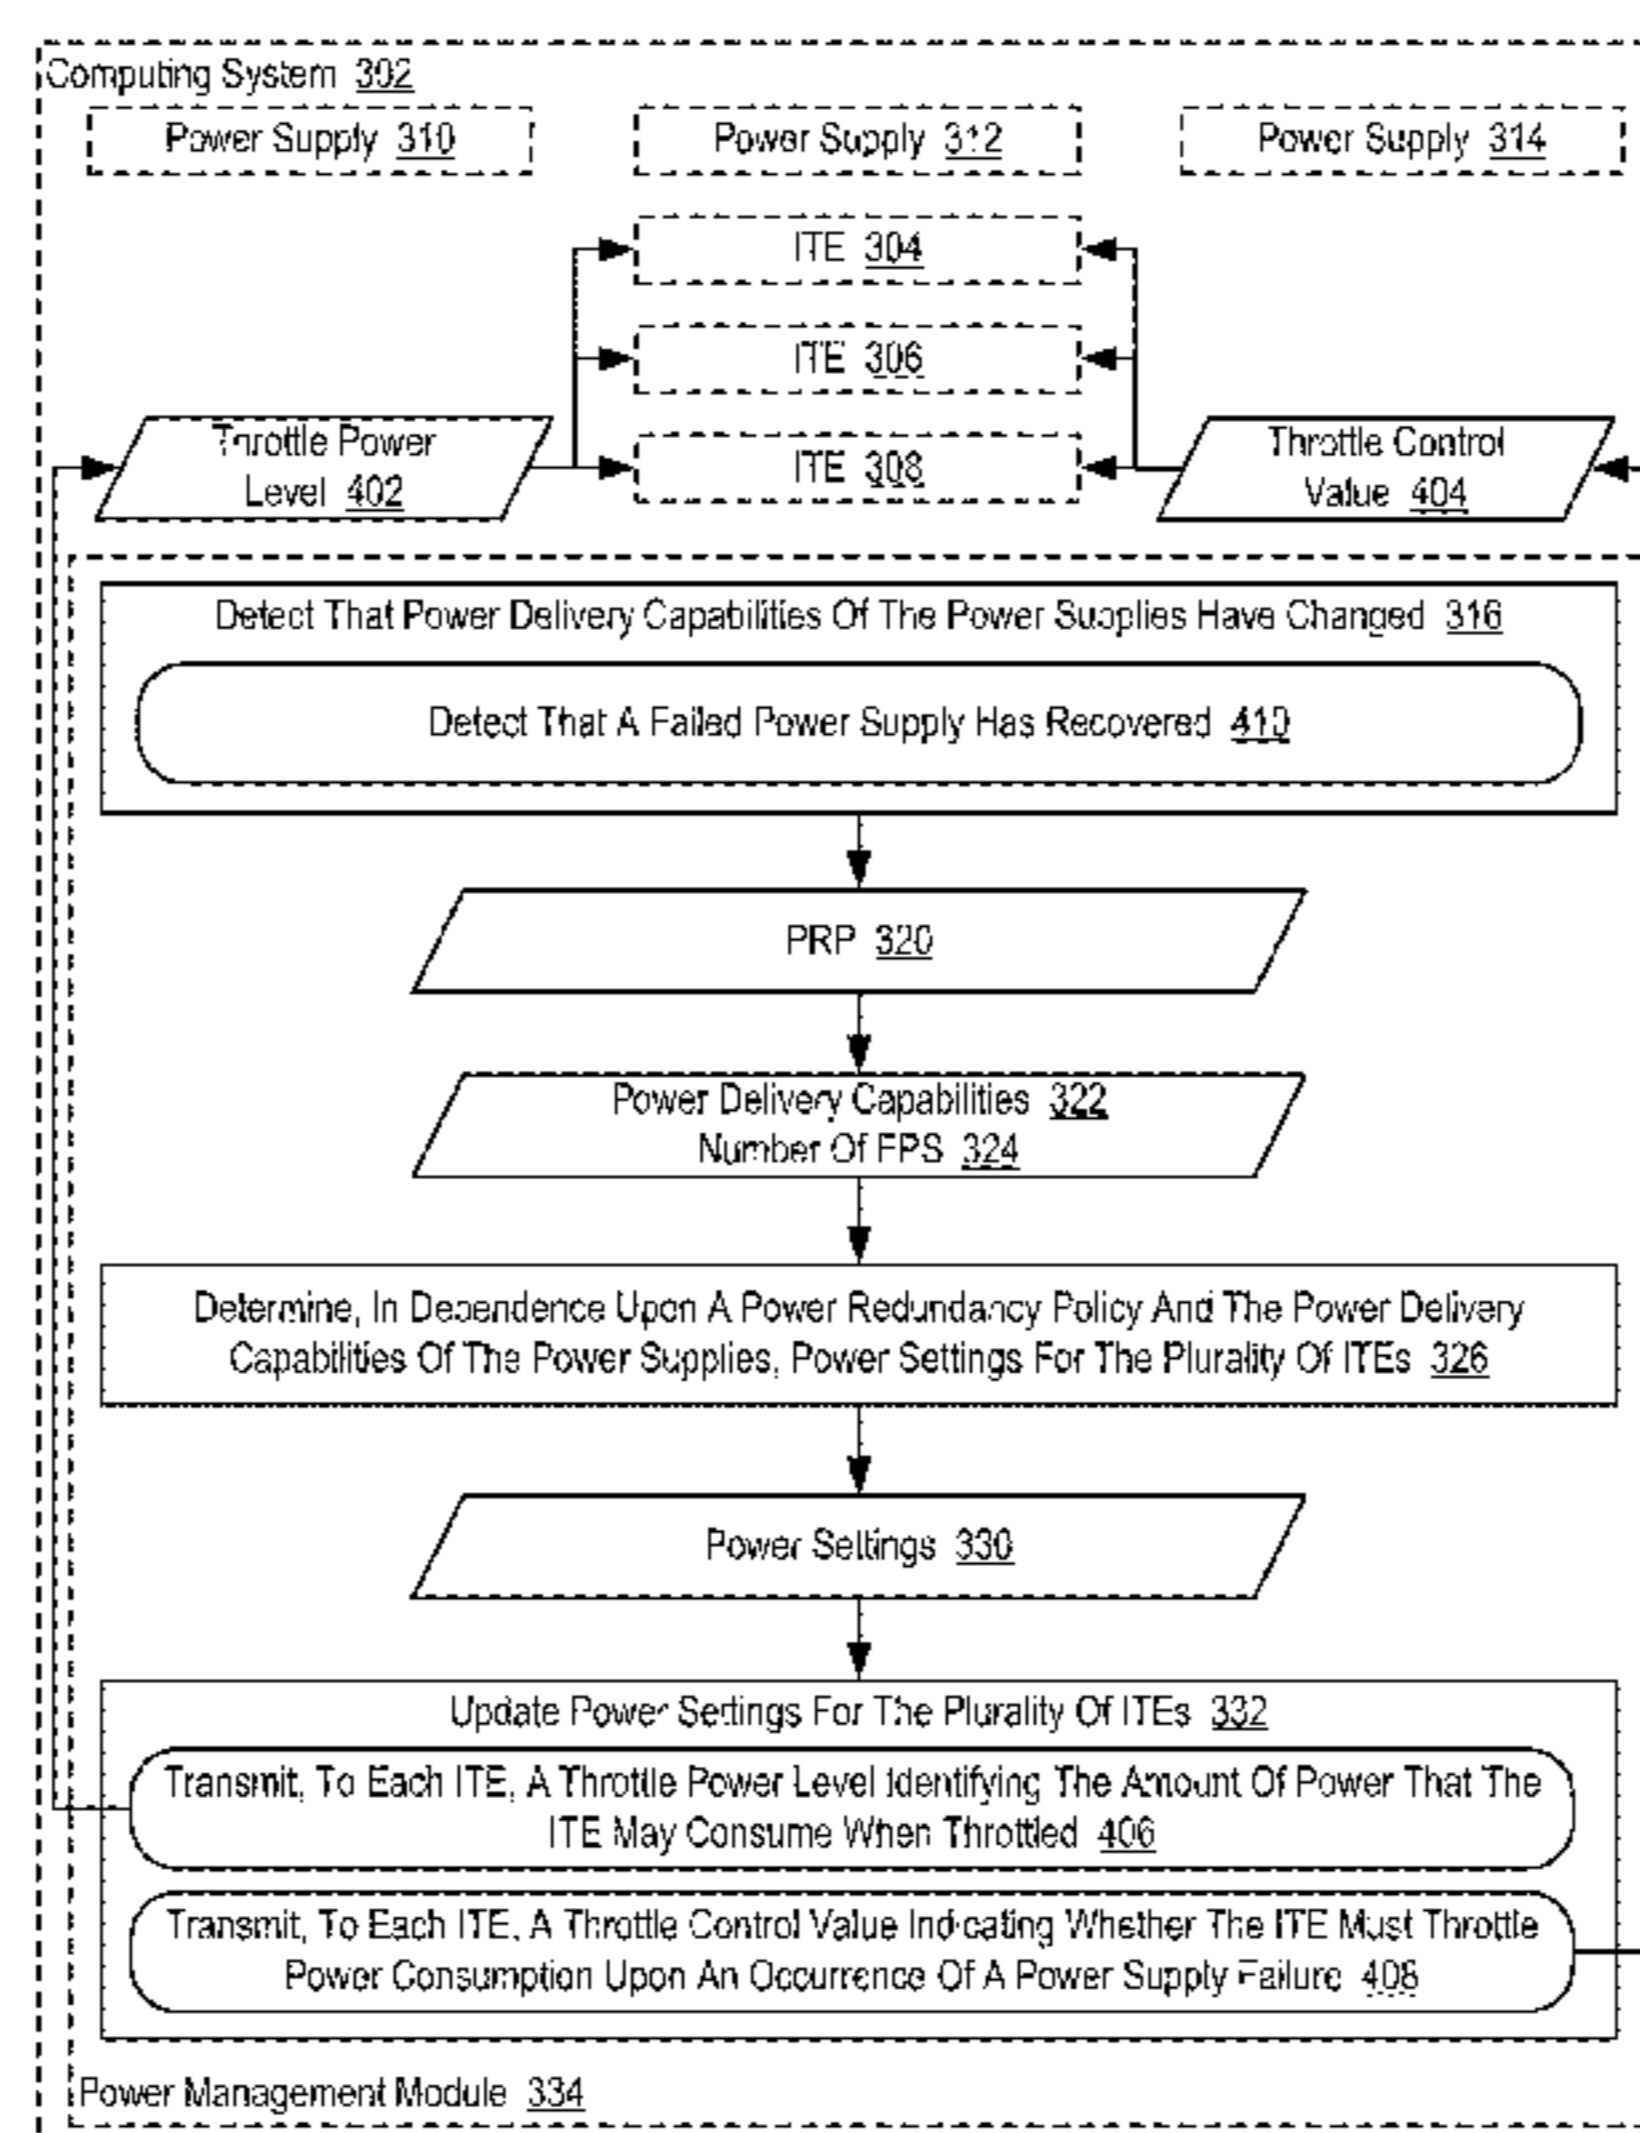 Computing System 302
Power Supply 310
Power Supply 312
Power Supply 314
ITE 304
ITE 306
ITE 308
Throttle Power
Level 402
Throttle Control
Value 404
Detect That Power Delivery Capabilities Of The Power Supplies Have Changed 316
Detect That A Failed Power Supply Has Recovered 410
PRP 320
Power Delivery Capabilities 322
Number Of FPS 324
Determine, In Dependence Upon A Power Redundancy Policy And The Power Delivery
Capabilities Of The Power Supplies, Power Settings For The Plurality Of ITEs 326
Power Settings 330
Update Power Settings For The Plurality Of ITEs 332
Transmit, To Each ITE, A Throttle Power Level Identifying The Amount Of Power That The
ITE May Consume When Throttled 406
Transmit, To Each ITE, A Throttle Control Value Indicating Whether The ITE Must Throttle
Power Consumption Upon An Occurrence Of A Power Supply Failure 408
Power Management Module 334